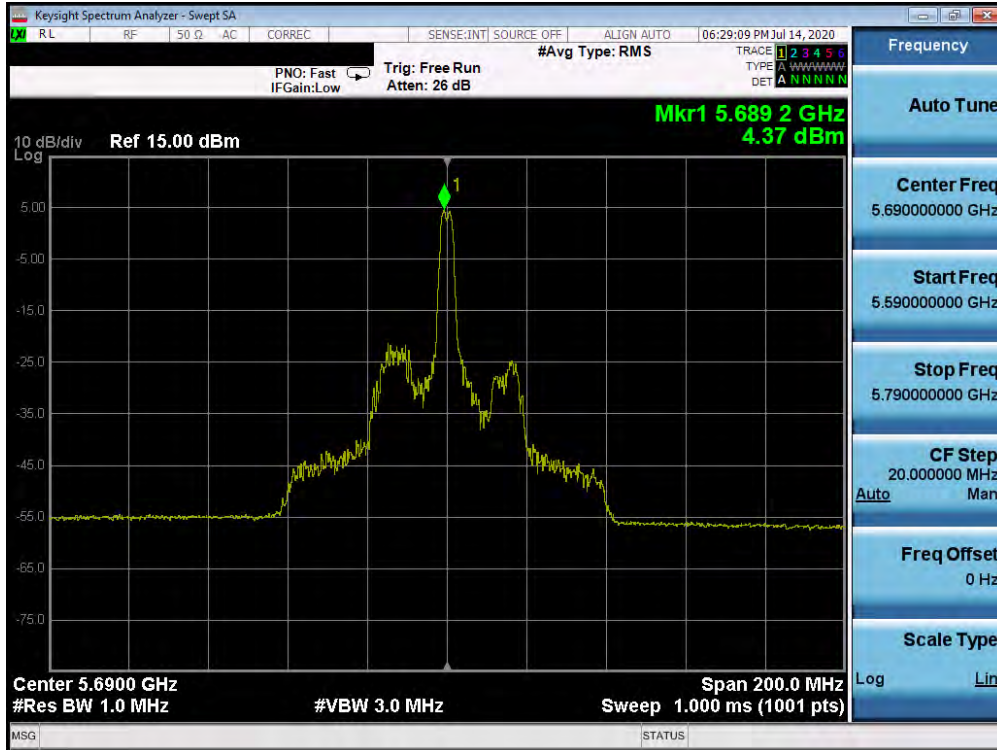 Keysight Spectrum Analyzer - Swept SA
LXI RL RF 50 Ω AC CORREC SENSE:INT SOURCE OFF ALIGN AUTO 06:29:09 PM Jul 14, 2020
#Avg Type: RMS
TRACE 1 2 3 4 5 6
PNO: Fast Trig: Free Run
TYPE A WWWWW
IFGain:Low Atten: 26 dB
DET A N N N N N
Mkr1 5.689 2 GHz
4.37 dBm
10 dB/div Ref 15.00 dBm
Log
1
5.00
-5.00
-15.0
-25.0
-35.0
-45.0
-55.0
-65.0
-75.0
Center 5.6900 GHz Span 200.0 MHz
#Res BW 1.0 MHz #VBW 3.0 MHz Sweep 1.000 ms (1001 pts)
MSG STATUS
Frequency
Auto Tune
Center Freq
5.690000000 GHz
Start Freq
5.590000000 GHz
Stop Freq
5.790000000 GHz
CF Step
20.000000 MHz
Auto Man
Freq Offset
0 Hz
Scale Type
Log Lin